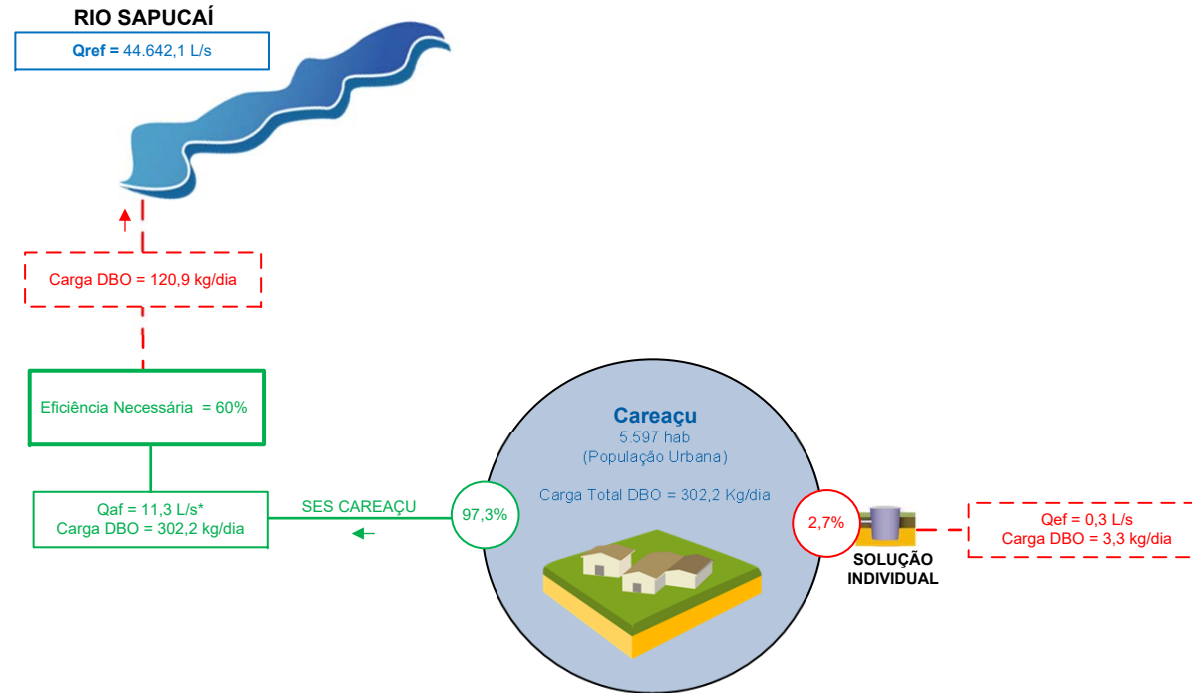 RIO SAPUCAÍ
Qref = 44.642,1 L/s
Carga DBO = 120,9 kg/dia
Eficiência Necessária = 60%
Qaf = 11,3 L/s*
Carga DBO = 302,2 kg/dia
SES CAREAÇU
97,3%
Careaçu
5.597 hab
(População Urbana)
Carga Total DBO = 302,2 Kg/dia
2,7%
SOLUÇÃO
INDIVIDUAL
Qef = 0,3 L/s
Carga DBO = 3,3 kg/dia